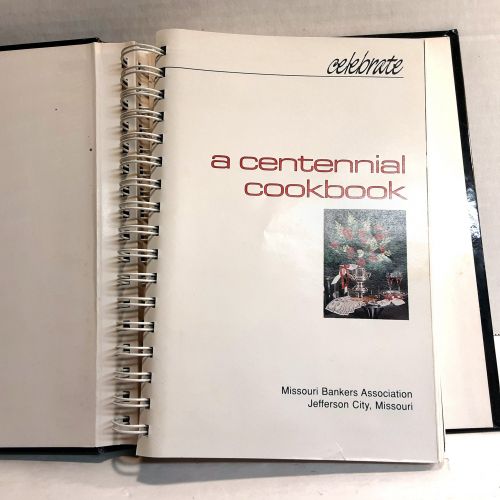 celebrate
a centennial
cookbook
Missouri Bankers Association
Jefferson City, Missouri